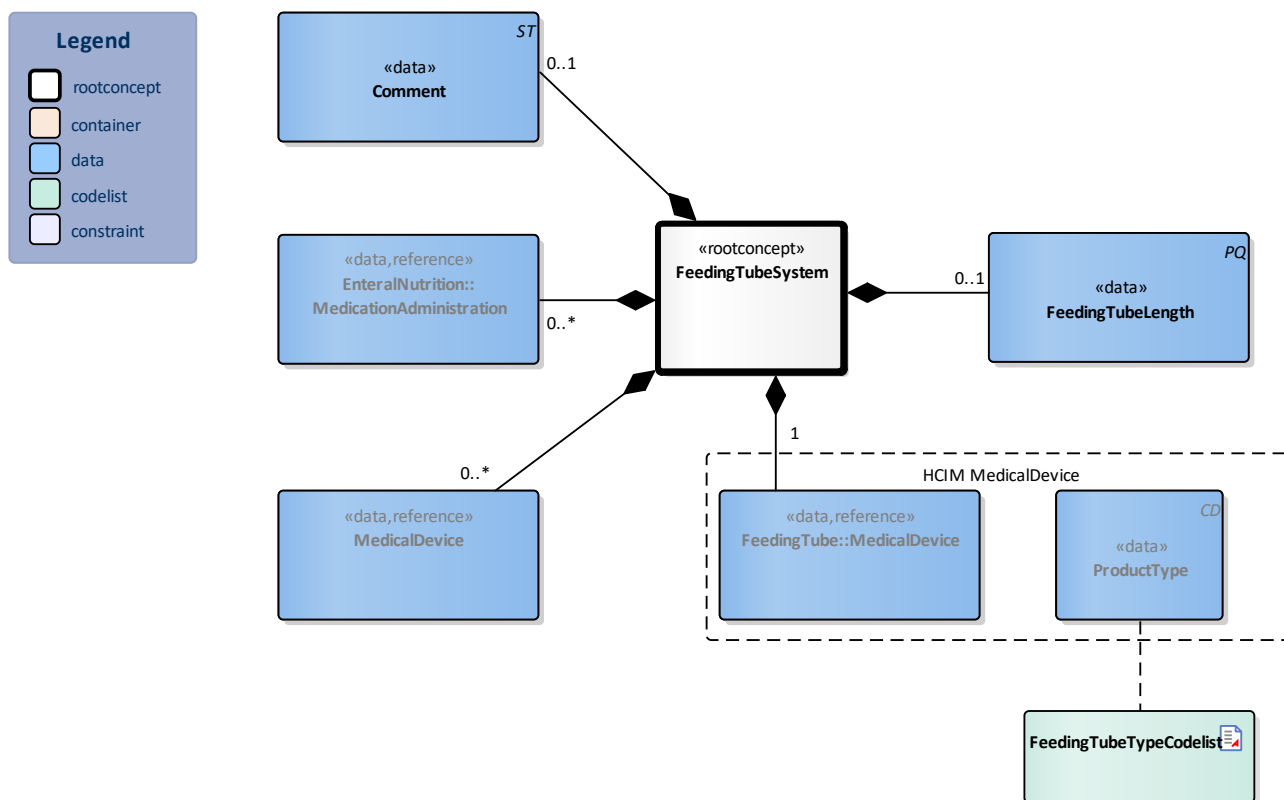 Legend
rootconcept
container
data
codelist
constraint
ST
«data»
Comment
0..1
«data,reference»
EnteralNutrition::
MedicationAdministration
0..*
«rootconcept»
FeedingTubeSystem
0..1
PQ
«data»
FeedingTubeLength
0..*
«data,reference»
MedicalDevice
1
HCIM MedicalDevice
«data,reference»
FeedingTube::MedicalDevice
CD
«data»
ProductType
FeedingTubeTypeCodelist